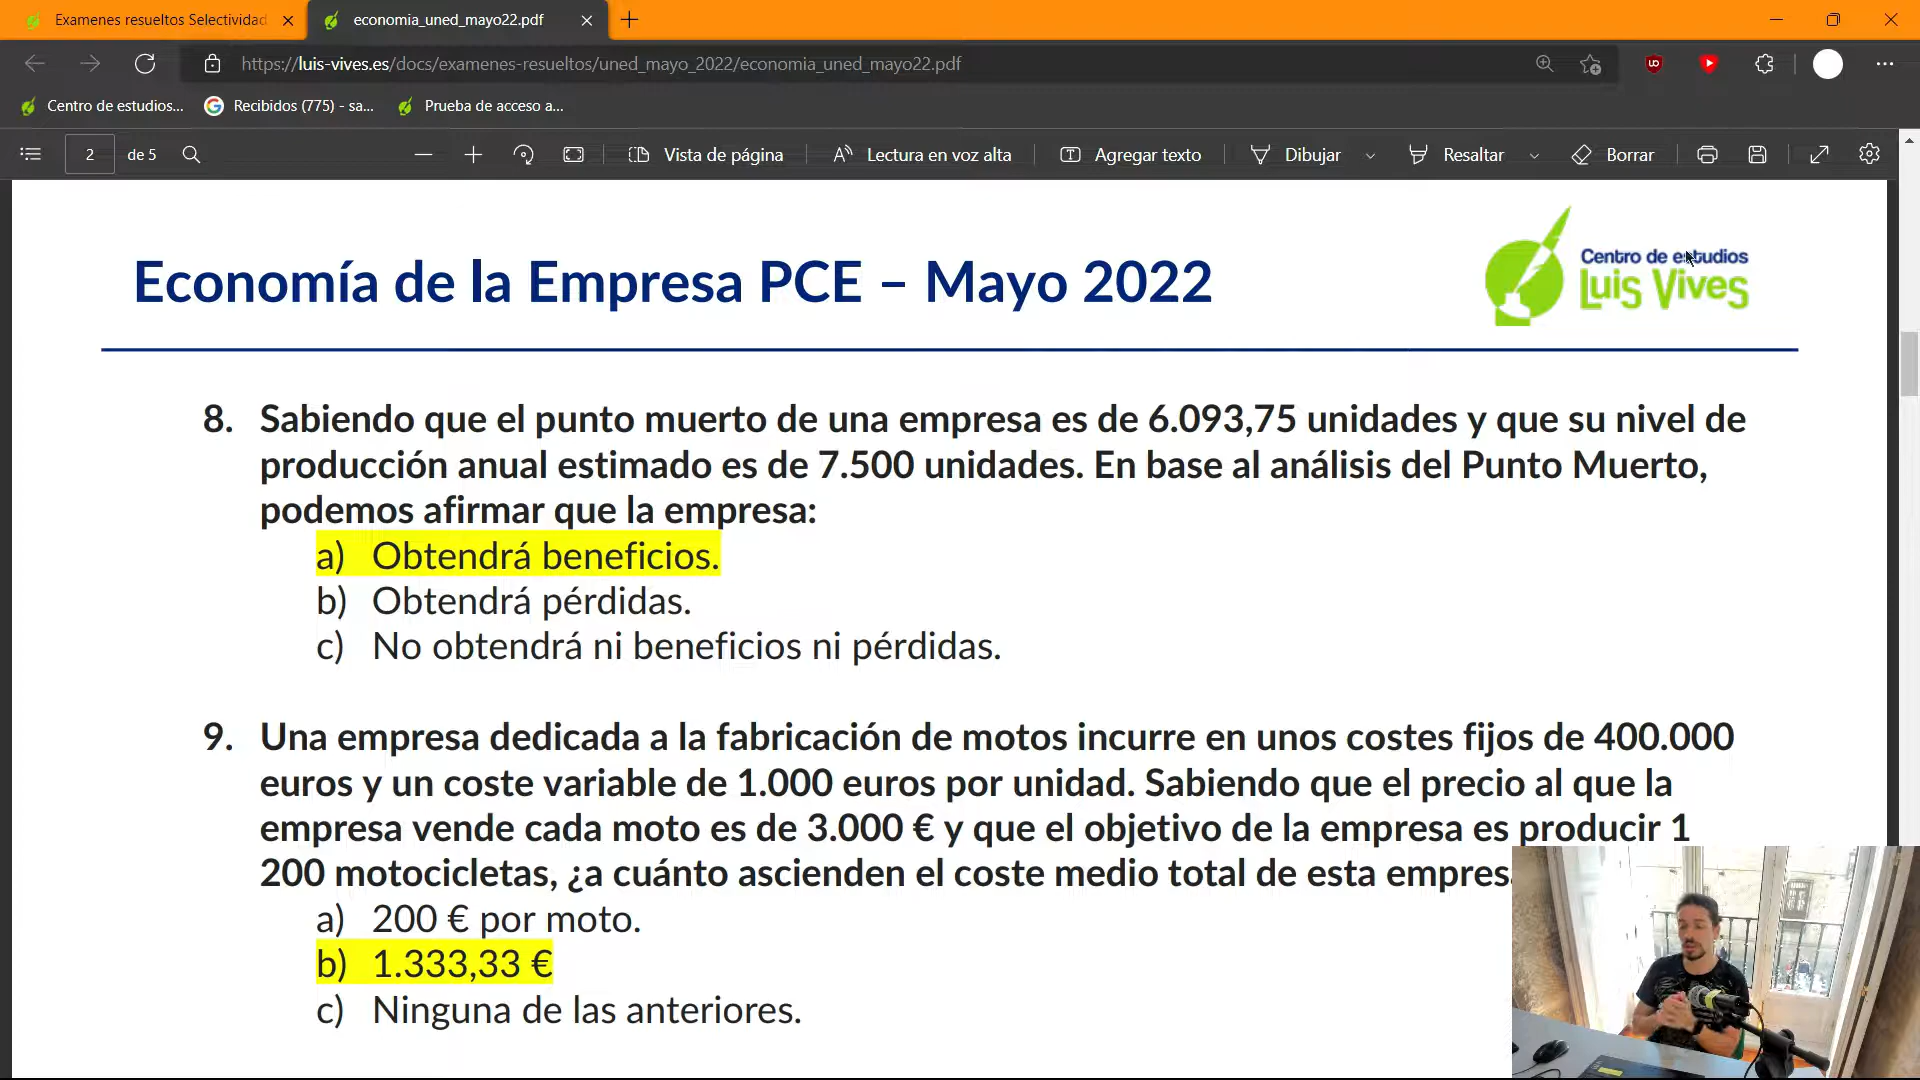 Examenes resueltos Selectividad
economia_uned_mayo22.pdf
https://luis-vives.es/docs/examenes-resueltos/uned_mayo_2022/economia_uned_mayo22.pdf
Centro de estudios...
Recibidos (775) - sa...
Prueba de acceso a...
2 de 5
Vista de página
Lectura en voz alta
Agregar texto
Dibujar
Resaltar
Borrar
Economía de la Empresa PCE – Mayo 2022
Centro de estudios
Luis Vives
8. Sabiendo que el punto muerto de una empresa es de 6.093,75 unidades y que su nivel de
producción anual estimado es de 7.500 unidades. En base al análisis del Punto Muerto,
podemos afirmar que la empresa:
a) Obtendrá beneficios.
b) Obtendrá pérdidas.
c) No obtendrá ni beneficios ni pérdidas.
9. Una empresa dedicada a la fabricación de motos incurre en unos costes fijos de 400.000
euros y un coste variable de 1.000 euros por unidad. Sabiendo que el precio al que la
empresa vende cada moto es de 3.000 € y que el objetivo de la empresa es producir 1
200 motocicletas, ¿a cuánto ascienden el coste medio total de esta empres
a) 200 € por moto.
b) 1.333,33 €
c) Ninguna de las anteriores.